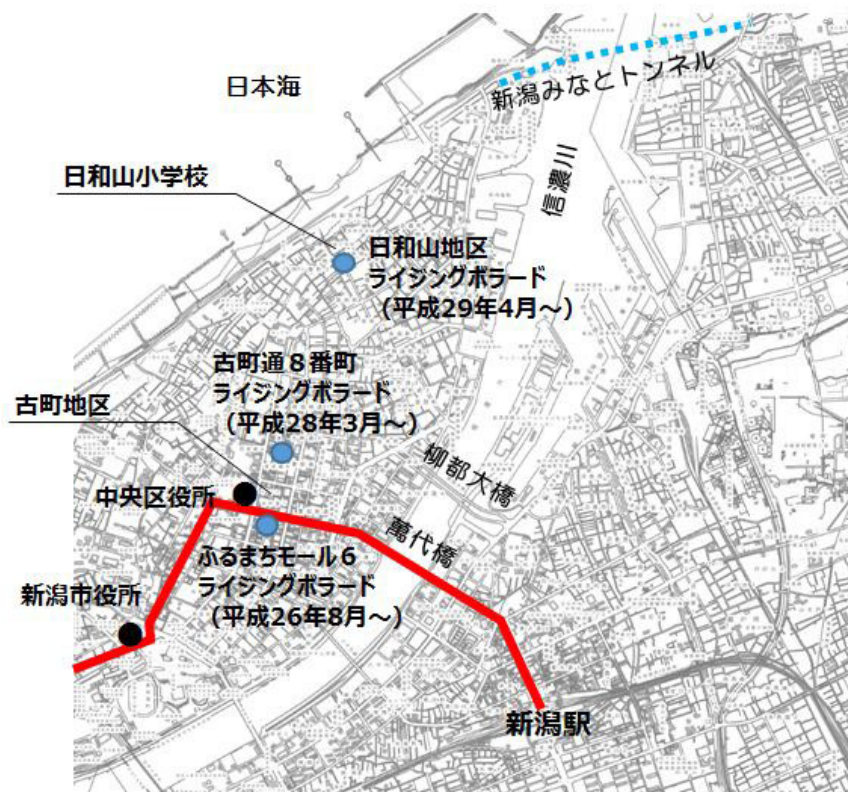 日本海
新潟みなとトンネル
信濃川
日和山小学校
日和山地区
ライジングボラード
（平成29年4月～）
古町通８番町
ライジングボラード
（平成28年3月～）
古町地区
柳都大橋
中央区役所
萬代橋
ふるまちモール６
ライジングボラード
（平成26年8月～）
新潟市役所
新潟駅